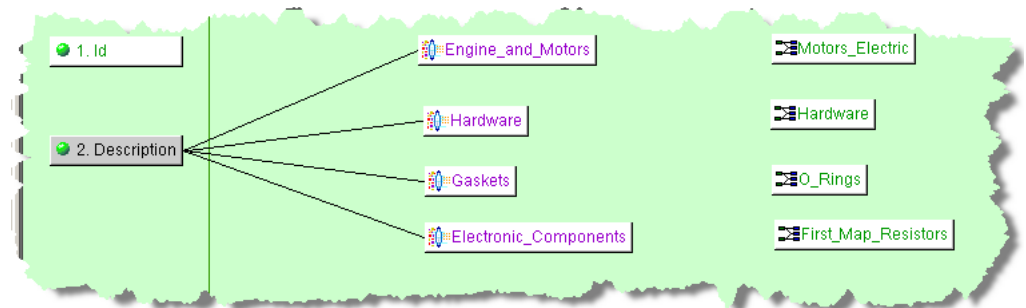 1. Id
Engine_and_Motors
Motors_Electric
Hardware
Hardware
2. Description
Gaskets
O_Rings
Electronic_Components
First_Map_Resistors